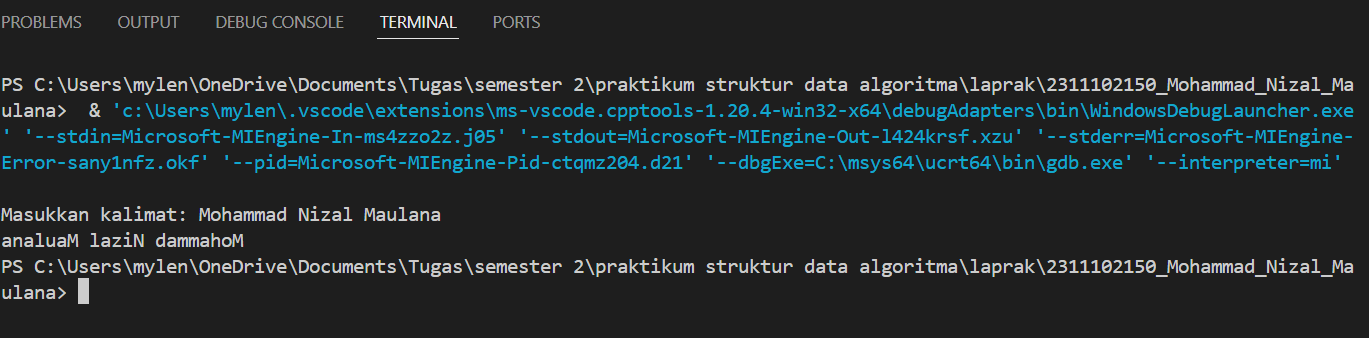 PROBLEMS OUTPUT DEBUG CONSOLE TERMINAL PORTS
PS C:\Users\mylen\OneDrive\Documents\Tugas\semester 2\praktikum struktur data algoritma\laprak\2311102150_Mohammad_Nizal_Ma
ulana>  & 'c:\Users\mylen\.vscode\extensions\ms-vscode.cpptools-1.20.4-win32-x64\debugAdapters\bin\WindowsDebugLauncher.exe
' '--stdin=Microsoft-MIEngine-In-ms4zzo2z.j05' '--stdout=Microsoft-MIEngine-Out-l424krsf.xzu' '--stderr=Microsoft-MIEngine-
Error-sany1nfz.okf' '--pid=Microsoft-MIEngine-Pid-ctqmz204.d21' '--dbgExe=C:\msys64\ucrt64\bin\gdb.exe' '--interpreter=mi'
Masukkan kalimat: Mohammad Nizal Maulana
analuaM laziN dammahoM
PS C:\Users\mylen\OneDrive\Documents\Tugas\semester 2\praktikum struktur data algoritma\laprak\2311102150_Mohammad_Nizal_Ma
ulana>